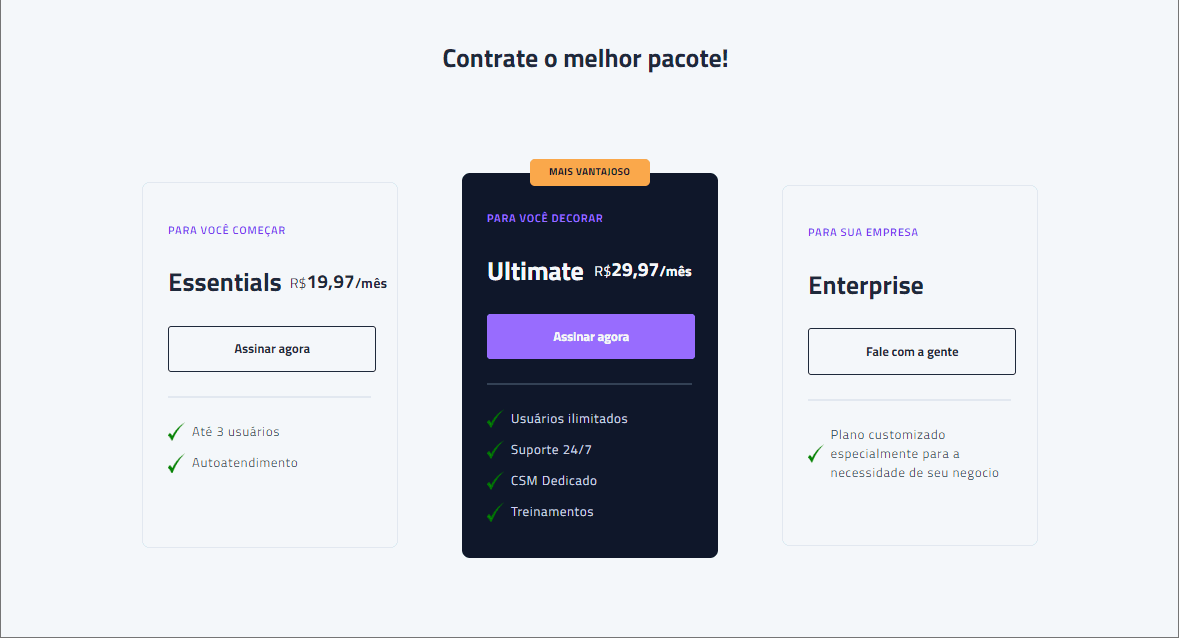 Contrate o melhor pacote!
PARA VOCÊ COMEÇAR
Essentials R$19,97/mês
Assinar agora
Até 3 usuários
Autoatendimento
MAIS VANTAJOSO
PARA VOCÊ DECORAR
Ultimate R$29,97/mês
Assinar agora
Usuários ilimitados
Suporte 24/7
CSM Dedicado
Treinamentos
PARA SUA EMPRESA
Enterprise
Fale com a gente
Plano customizado
especialmente para a
necessidade de seu negocio